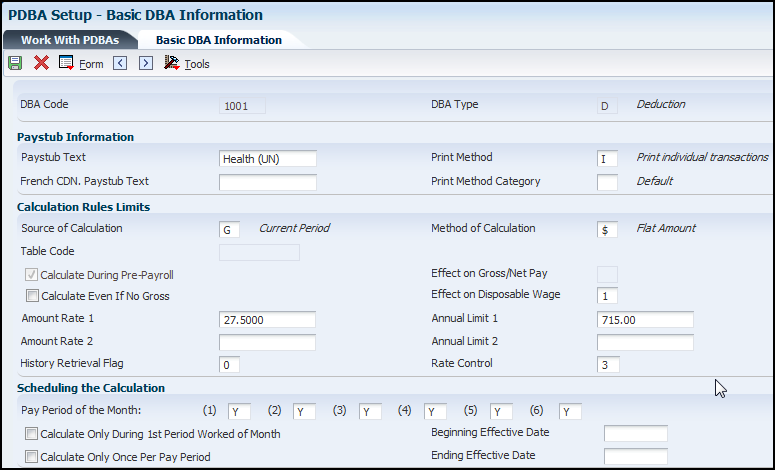 PDBA Setup - Basic DBA Information
Work With PDBAs Basic DBA Information
Form Tools
DBA Code 1001 DBA Type D Deduction
Paystub Information
Paystub Text Health (UN) Print Method I Print individual transactions
French CDN. Paystub Text Print Method Category Default
Calculation Rules Limits
Source of Calculation G Current Period Method of Calculation $ Flat Amount
Table Code
Calculate During Pre-Payroll Effect on Gross/Net Pay
Calculate Even If No Gross Effect on Disposable Wage 1
Amount Rate 1 27.5000 Annual Limit 1 715.00
Amount Rate 2 Annual Limit 2
History Retrieval Flag 0 Rate Control 3
Scheduling the Calculation
Pay Period of the Month: (1) Y (2) Y (3) Y (4) Y (5) Y (6) Y
Calculate Only During 1st Period Worked of Month Beginning Effective Date
Calculate Only Once Per Pay Period Ending Effective Date